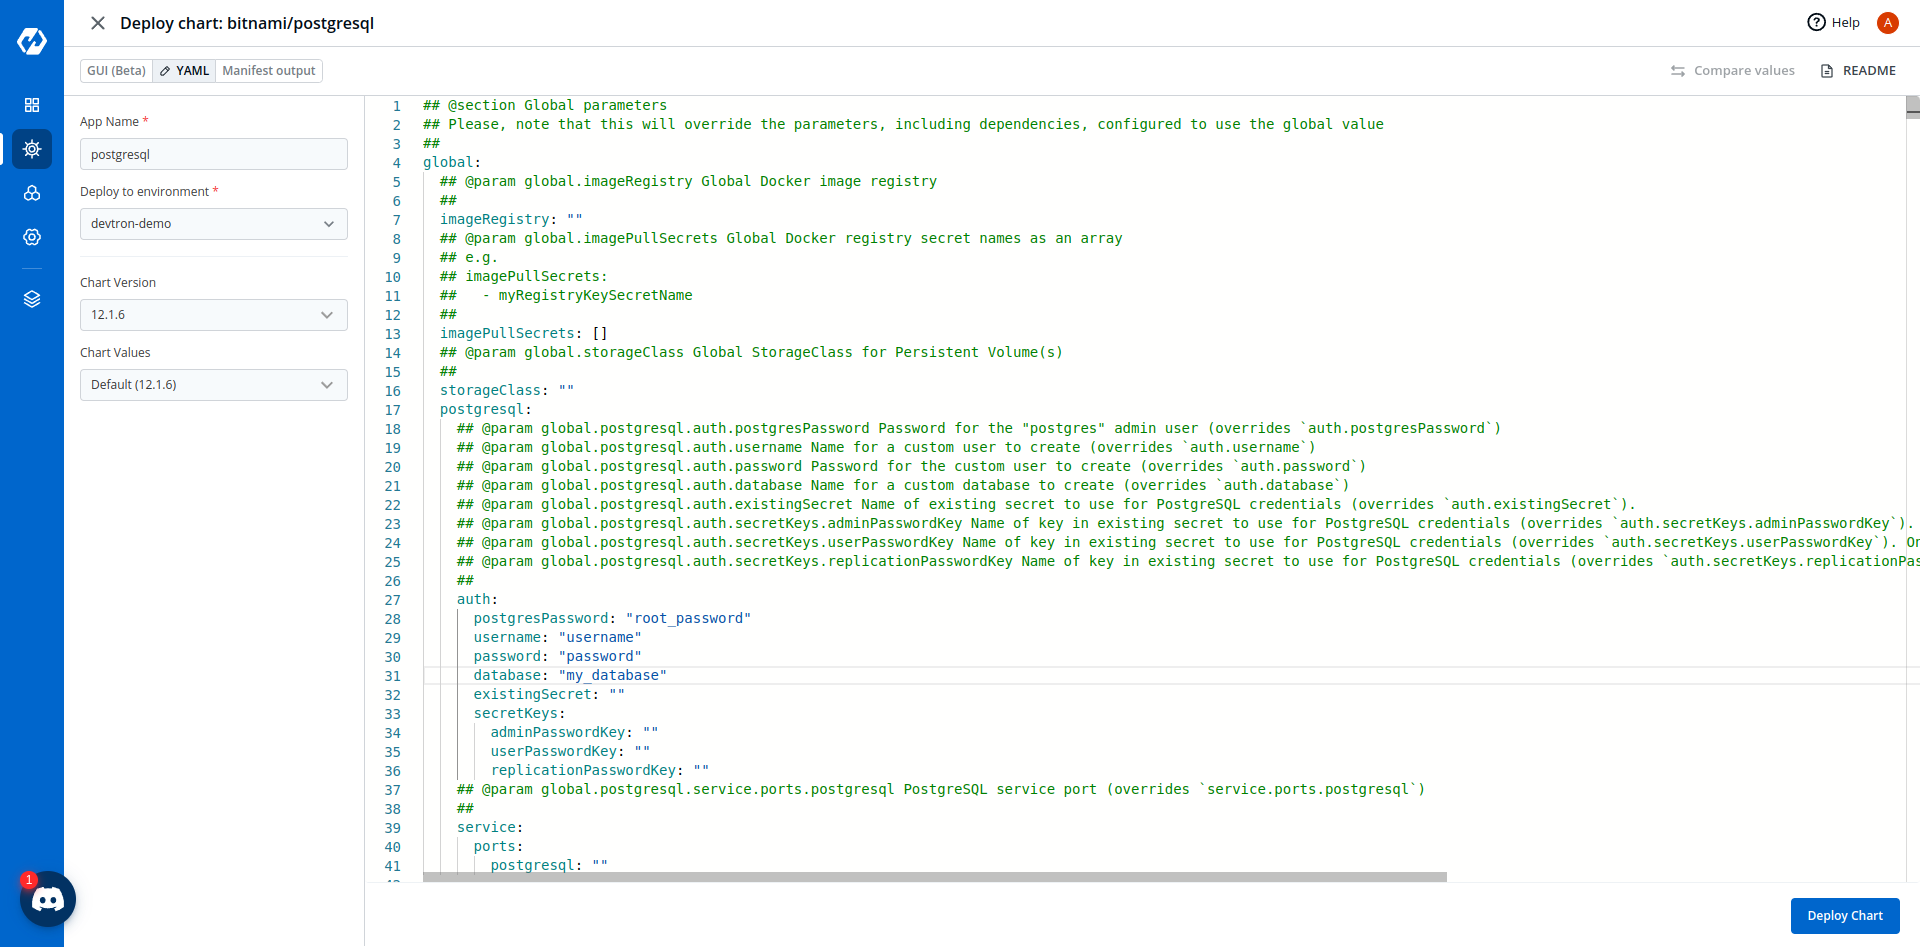 Deploy chart: bitnami/postgresql
Help
A
GUI (Beta)
YAML
Manifest output
Compare values
README
App Name *
postgresql
Deploy to environment *
devtron-demo
Chart Version
12.1.6
Chart Values
Default (12.1.6)
1 ## @section Global parameters
2 ## Please, note that this will override the parameters, including dependencies, configured to use the global value
3 ##
4 global:
5 ## @param global.imageRegistry Global Docker image registry
6 ##
7 imageRegistry: ""
8 ## @param global.imagePullSecrets Global Docker registry secret names as an array
9 ## e.g.
10 ## imagePullSecrets:
11 ##   - myRegistryKeySecretName
12 ##
13 imagePullSecrets: []
14 ## @param global.storageClass Global StorageClass for Persistent Volume(s)
15 ##
16 storageClass: ""
17 postgresql:
18 ## @param global.postgresql.auth.postgresPassword Password for the "postgres" admin user (overrides `auth.postgresPassword`)
19 ## @param global.postgresql.auth.username Name for a custom user to create (overrides `auth.username`)
20 ## @param global.postgresql.auth.password Password for the custom user to create (overrides `auth.password`)
21 ## @param global.postgresql.auth.database Name for a custom database to create (overrides `auth.database`)
22 ## @param global.postgresql.auth.existingSecret Name of existing secret to use for PostgreSQL credentials (overrides `auth.existingSecret`).
23 ## @param global.postgresql.auth.secretKeys.adminPasswordKey Name of key in existing secret to use for PostgreSQL credentials (overrides `auth.secretKeys.adminPasswordKey`).
24 ## @param global.postgresql.auth.secretKeys.userPasswordKey Name of key in existing secret to use for PostgreSQL credentials (overrides `auth.secretKeys.userPasswordKey`).
25 ## @param global.postgresql.auth.secretKeys.replicationPasswordKey Name of key in existing secret to use for PostgreSQL credentials (overrides `auth.secretKeys.replicationPas
26 ##
27 auth:
28 postgresPassword: "root_password"
29 username: "username"
30 password: "password"
31 database: "my_database"
32 existingSecret: ""
33 secretKeys:
34 adminPasswordKey: ""
35 userPasswordKey: ""
36 replicationPasswordKey: ""
37 ## @param global.postgresql.service.ports.postgresql PostgreSQL service port (overrides `service.ports.postgresql`)
38 ##
39 service:
40 ports:
41 postgresql: ""
1
Deploy Chart